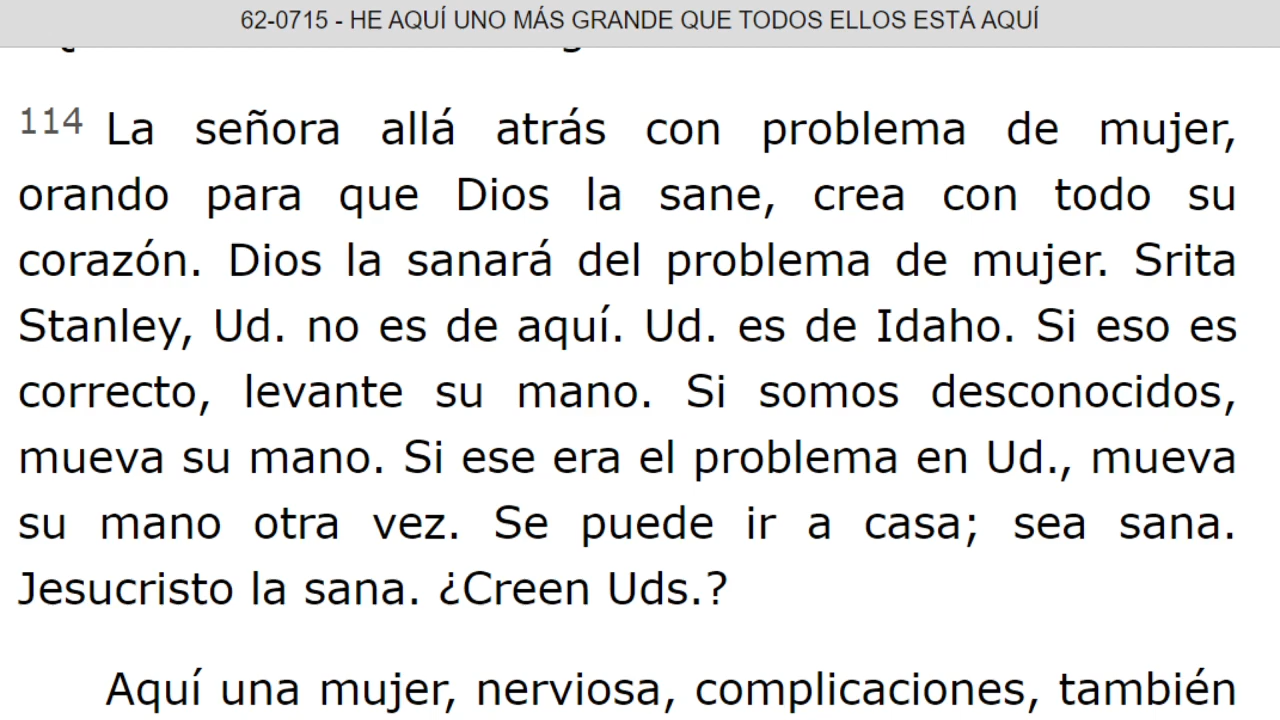 62-0715 - HE AQUÍ UNO MÁS GRANDE QUE TODOS ELLOS ESTÁ AQUÍ
114 La señora allá atrás con problema de mujer,
orando para que Dios la sane, crea con todo su
corazón. Dios la sanará del problema de mujer. Srita
Stanley, Ud. no es de aquí. Ud. es de Idaho. Si eso es
correcto, levante su mano. Si somos desconocidos,
mueva su mano. Si ese era el problema en Ud., mueva
su mano otra vez. Se puede ir a casa; sea sana.
Jesucristo la sana. ¿Creen Uds.?
Aquí una mujer, nerviosa, complicaciones, también